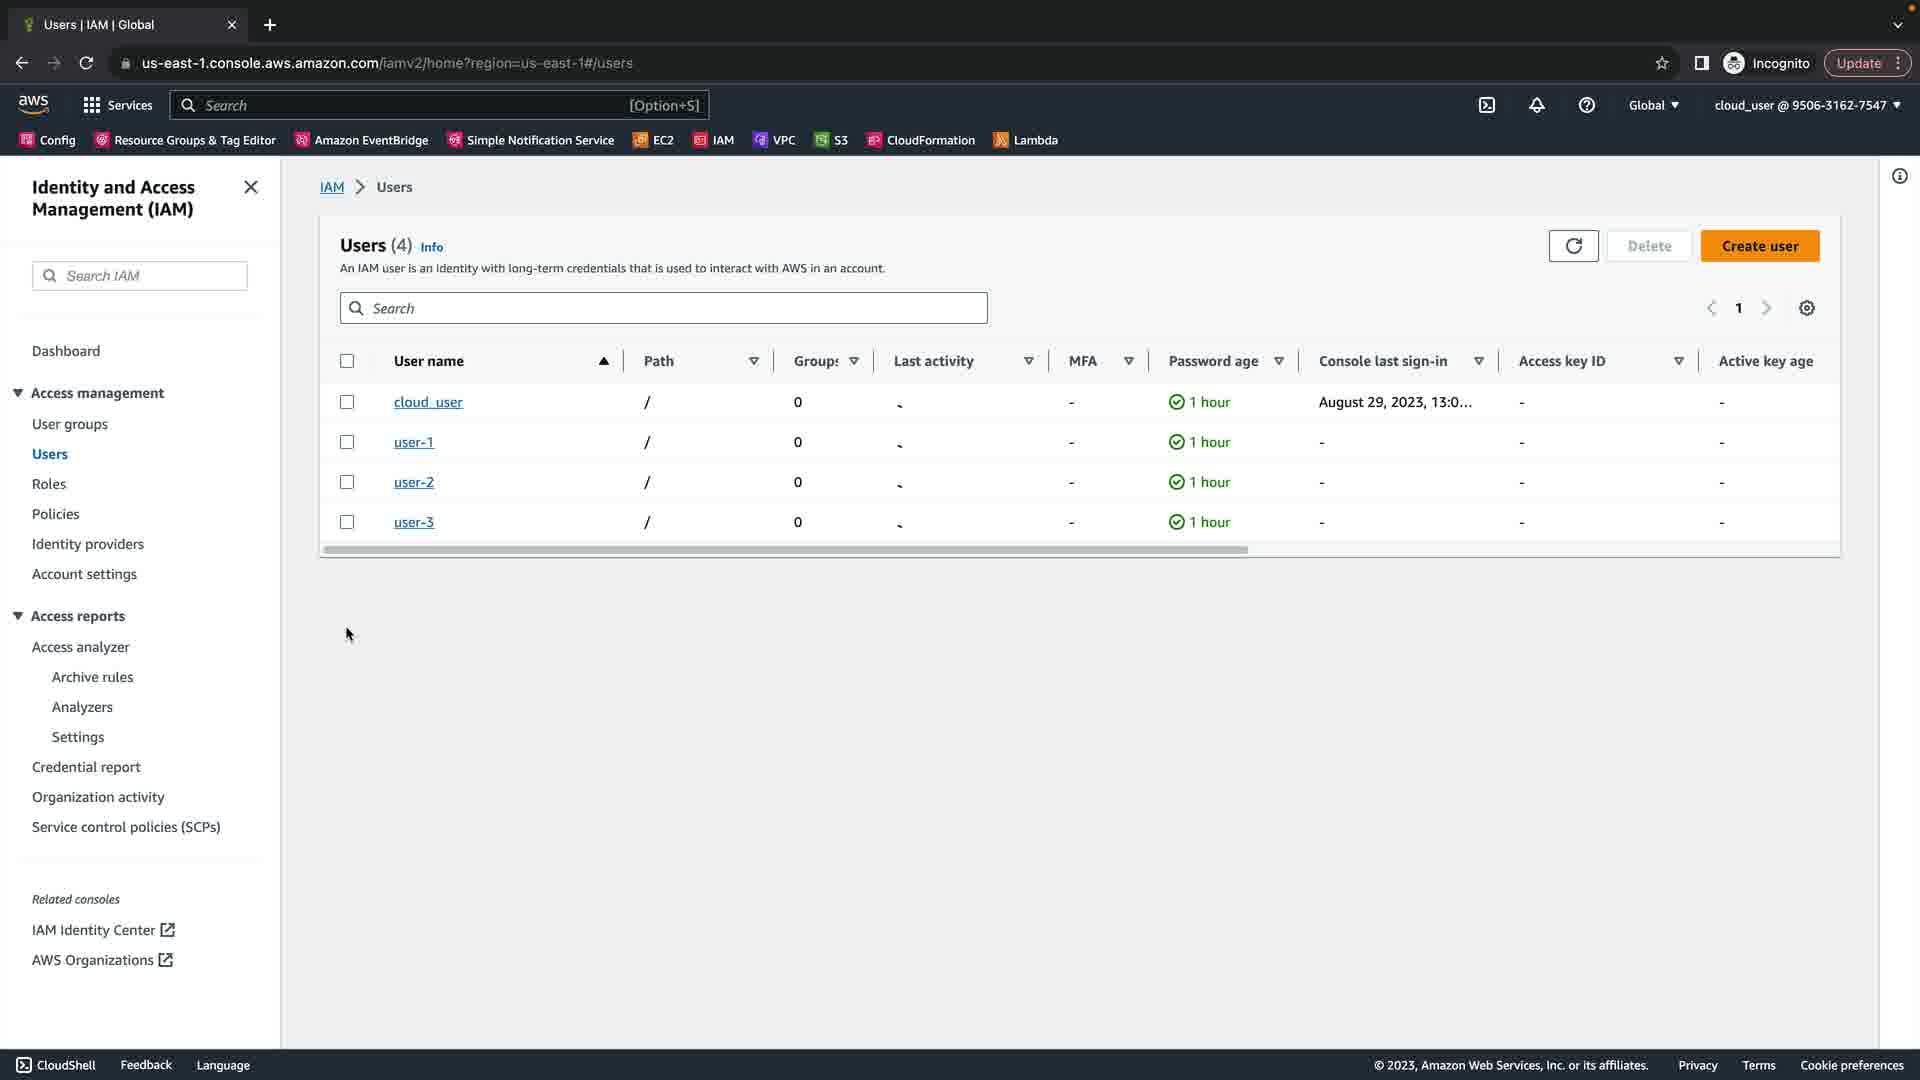 Users | IAM | Global
us-east-1.console.aws.amazon.com/iamv2/home?region=us-east-1#/users
Incognito
Update
aws
Services
Search
[Option+S]
Global
cloud_user @ 9506-3162-7547
Config
Resource Groups & Tag Editor
Amazon EventBridge
Simple Notification Service
EC2
IAM
VPC
S3
CloudFormation
Lambda
Identity and Access
Management (IAM)
Search IAM
Dashboard
Access management
User groups
Users
Roles
Policies
Identity providers
Account settings
Access reports
Access analyzer
Archive rules
Analyzers
Settings
Credential report
Organization activity
Service control policies (SCPs)
Related consoles
IAM Identity Center
AWS Organizations
IAM > Users
Users (4) Info
An IAM user is an identity with long-term credentials that is used to interact with AWS in an account.
Delete
Create user
Search
1
User name Path Groups Last activity MFA Password age Console last sign-in Access key ID Active key age
cloud_user / 0 - - 1 hour August 29, 2023, 13:0... - -
user-1 / 0 - - 1 hour - - -
user-2 / 0 - - 1 hour - - -
user-3 / 0 - - 1 hour - - -
CloudShell
Feedback
Language
© 2023, Amazon Web Services, Inc. or its affiliates.
Privacy
Terms
Cookie preferences